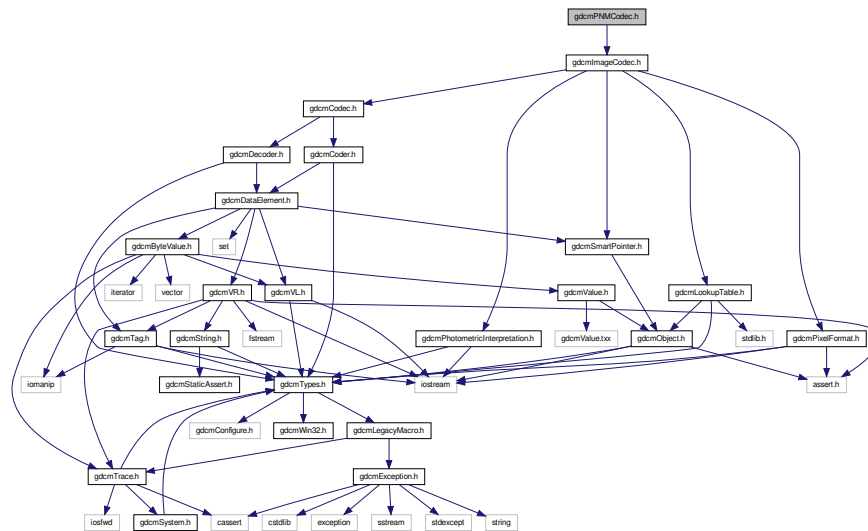 gdcmPNMCodec.h
gdcmImageCodec.h
gdcmCodec.h
gdcmDecoder.h
gdcmCoder.h
gdcmDataElement.h
gdcmByteValue.h
set
gdcmSmartPointer.h
iterator
vector
gdcmVR.h
gdcmVL.h
gdcmValue.h
gdcmLookupTable.h
gdcmTag.h
gdcmString.h
fstream
gdcmPhotometricInterpretation.h
gdcmValue.txx
gdcmObject.h
stdlib.h
gdcmPixelFormat.h
iomanip
gdcmStaticAssert.h
gdcmTypes.h
iostream
assert.h
gdcmConfigure.h
gdcmWin32.h
gdcmLegacyMacro.h
gdcmTrace.h
gdcmException.h
iosfwd
gdcmSystem.h
cassert
cstdlib
exception
sstream
stdexcept
string